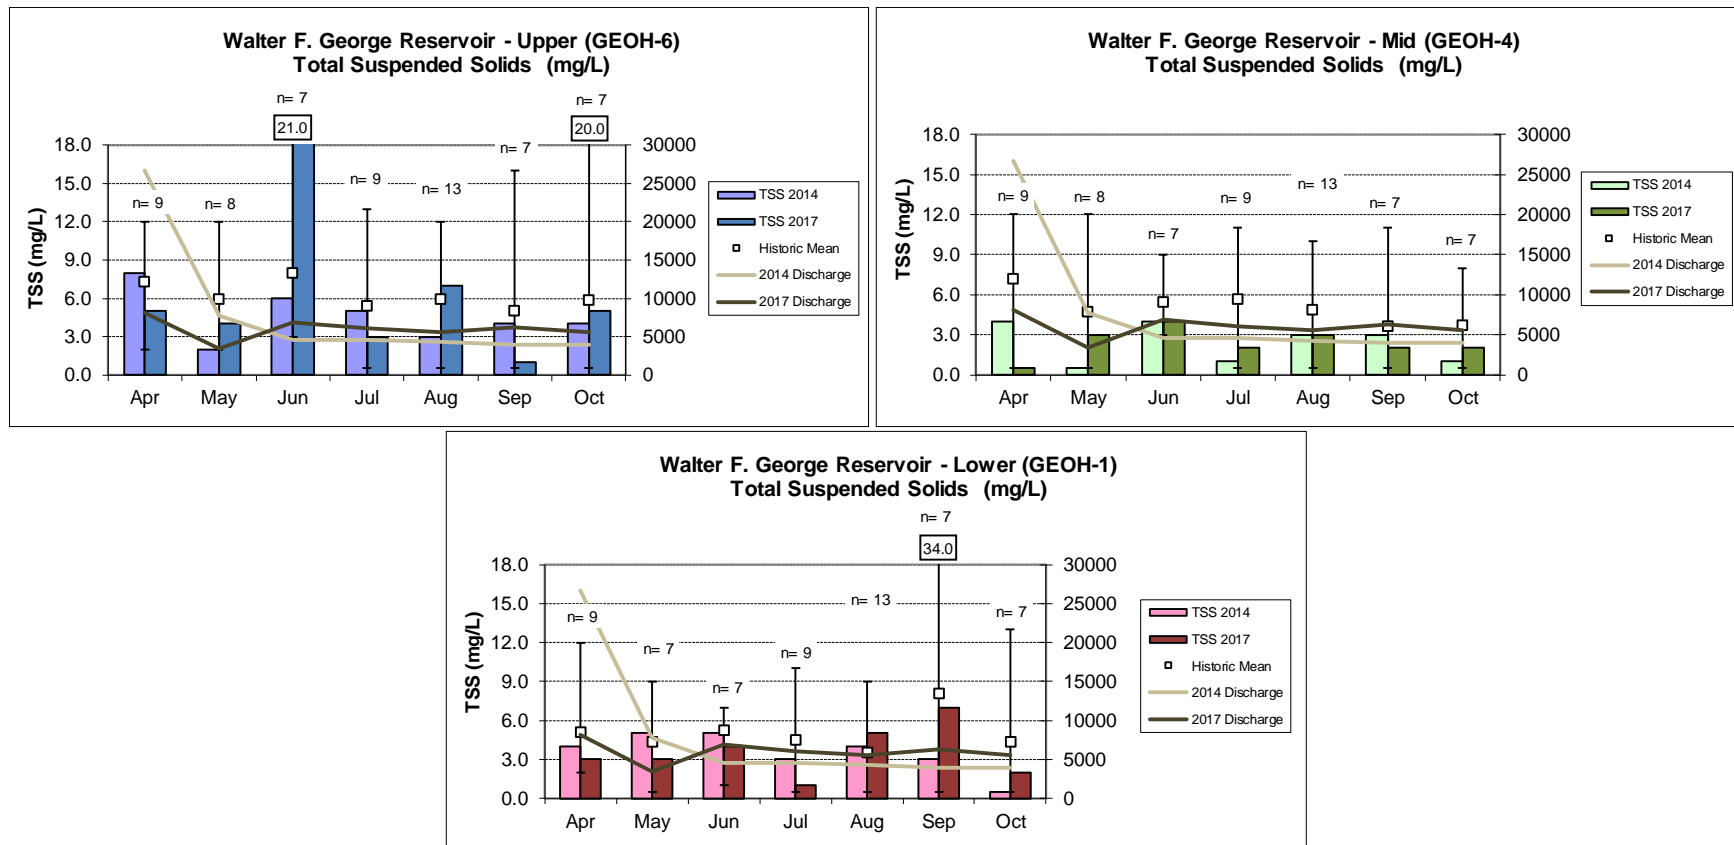 Walter F. George Reservoir - Upper (GEOH-6)
Total Suspended Solids (mg/L)
n= 7
n= 7
21.0
20.0
18.0
15.0
12.0
9.0
6.0
3.0
0.0
TSS (mg/L)
n= 9
n= 8
n= 9
n= 13
n= 7
30000
25000
20000
15000
10000
5000
0
Apr May Jun Jul Aug Sep Oct
TSS 2014
TSS 2017
Historic Mean
2014 Discharge
2017 Discharge
Walter F. George Reservoir - Mid (GEOH-4)
Total Suspended Solids (mg/L)
18.0
15.0
12.0
9.0
6.0
3.0
0.0
TSS (mg/L)
n= 9
n= 8
n= 7
n= 9
n= 13
n= 7
n= 7
30000
25000
20000
15000
10000
5000
0
Apr May Jun Jul Aug Sep Oct
TSS 2014
TSS 2017
Historic Mean
2014 Discharge
2017 Discharge
Walter F. George Reservoir - Lower (GEOH-1)
Total Suspended Solids (mg/L)
n= 7
34.0
18.0
15.0
12.0
9.0
6.0
3.0
0.0
TSS (mg/L)
n= 9
n= 7
n= 7
n= 9
n= 13
n= 7
30000
25000
20000
15000
10000
5000
0
Apr May Jun Jul Aug Sep Oct
TSS 2014
TSS 2017
Historic Mean
2014 Discharge
2017 Discharge